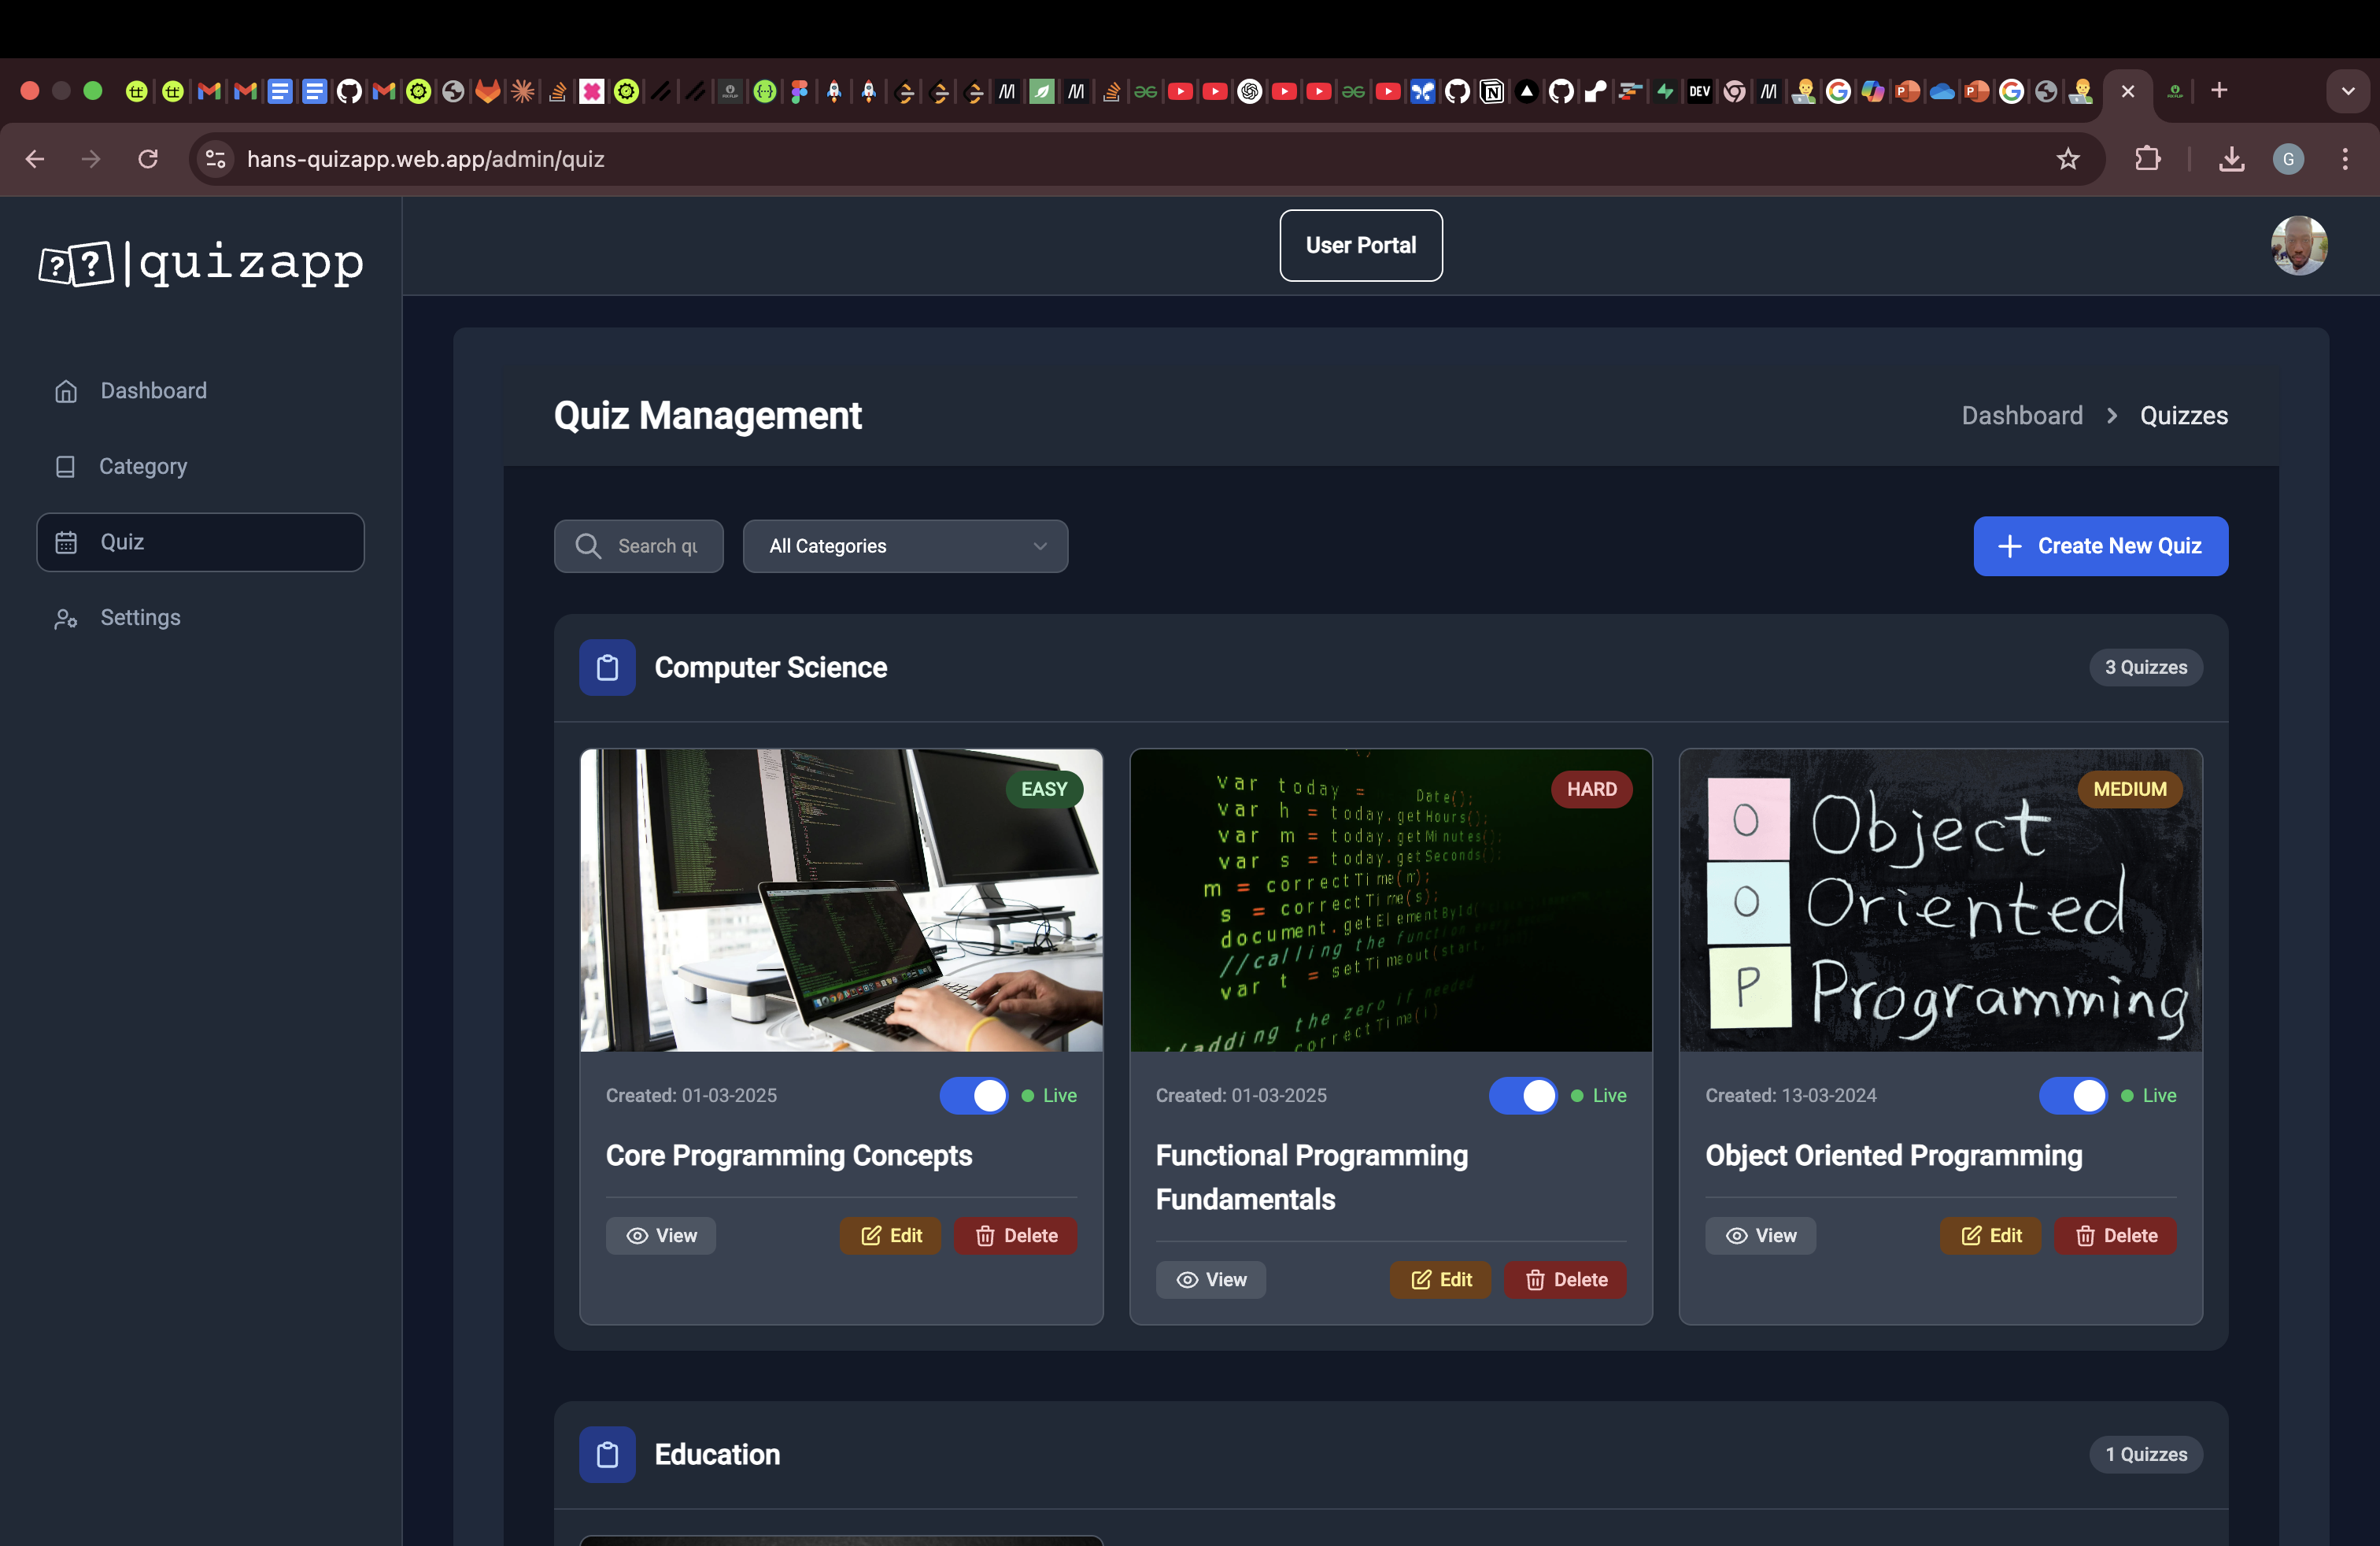 DEV
hans-quizapp.web.app/admin/quiz
G
? ? |quizapp
User Portal
Dashboard
Category
Quiz
Settings
Quiz Management
Dashboard > Quizzes
Search qu
All Categories
+ Create New Quiz
Computer Science
3 Quizzes
EASY
var today = Date();
var h = today.getHours();
var m = today.getMinutes();
var s = today.getSeconds();
m = correctTime(m);
s = correctTime(s);
document.getElementById(
//calling the function
var t = setTimeout(start,
//adding the zero if needed
correctTime(i)
HARD
MEDIUM
O Object
O Oriented
P Programming
Created: 01-03-2025
Live
Core Programming Concepts
View
Edit
Delete
Created: 01-03-2025
Live
Functional Programming
Fundamentals
View
Edit
Delete
Created: 13-03-2024
Live
Object Oriented Programming
View
Edit
Delete
Education
1 Quizzes